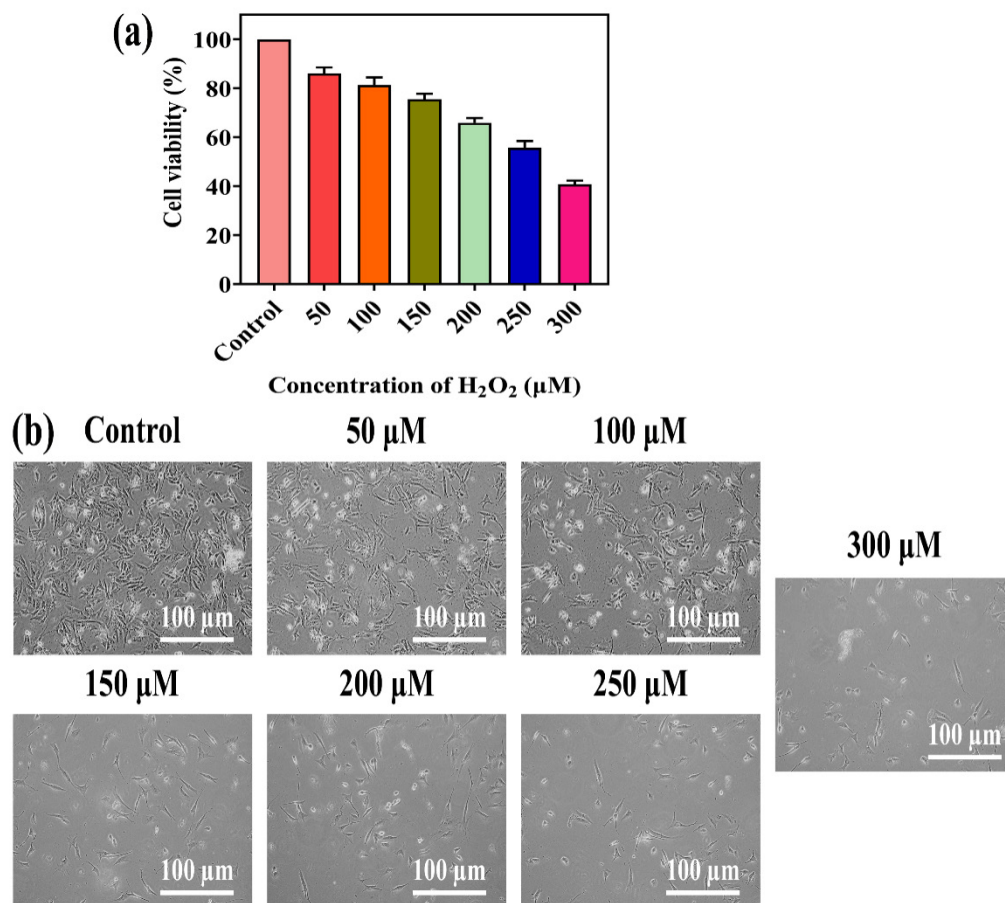 (a)
Cell viability (%)
100
80
60
40
20
0
Control
50
100
150
200
250
300
Concentration of H₂O₂ (µM)
(b)
Control
50 µM
100 µM
100 µm
100 µm
100 µm
300 µM
100 µm
150 µM
200 µM
250 µM
100 µm
100 µm
100 µm